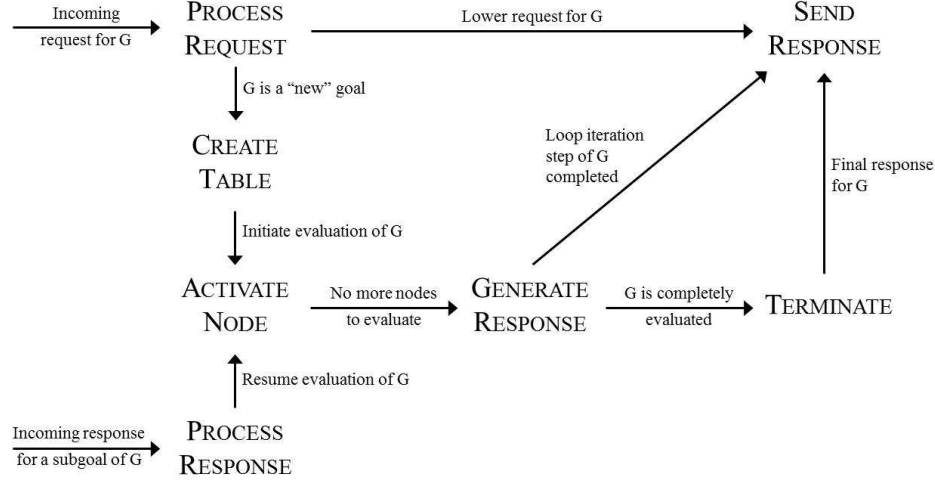 Incoming
request for G
PROCESS
REQUEST
Lower request for G
SEND
RESPONSE
G is a “new” goal
CREATE
TABLE
Loop iteration
step of G
completed
Final response
for G
Initiate evaluation of G
ACTIVATE
NODE
No more nodes
to evaluate
GENERATE
RESPONSE
G is completely
evaluated
TERMINATE
Resume evaluation of G
Incoming response
for a subgoal of G
PROCESS
RESPONSE